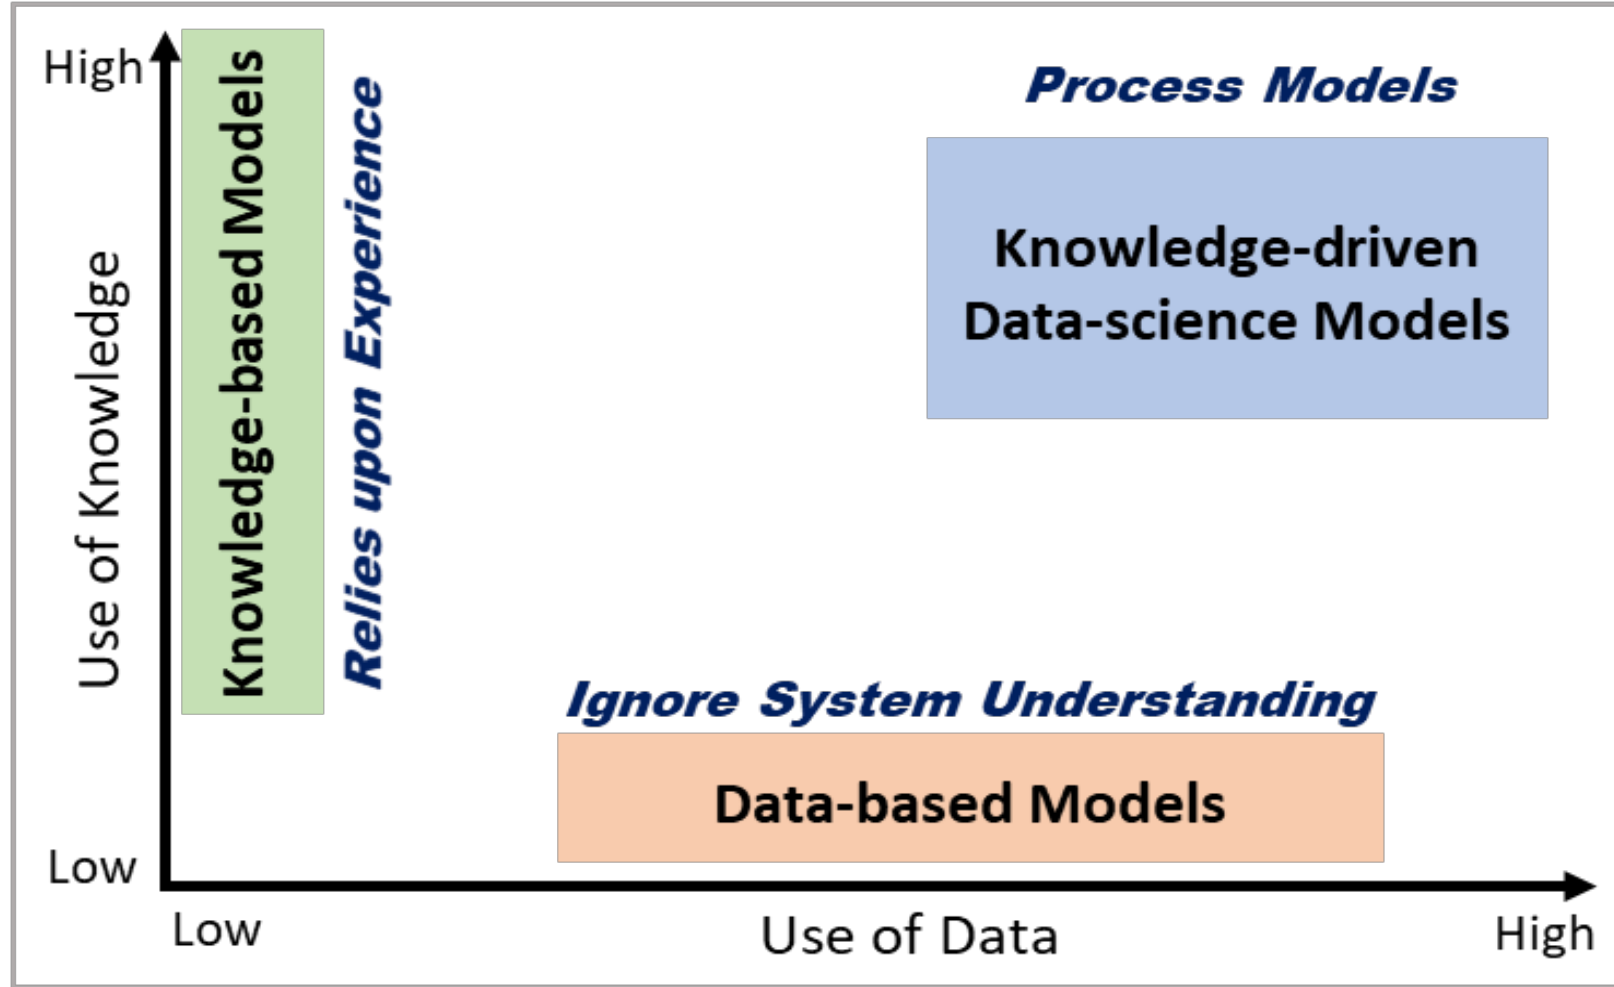 High
Use of Knowledge
Low
Knowledge-based Models
Relies upon Experience
Process Models
Knowledge-driven
Data-science Models
Ignore System Understanding
Data-based Models
Low
Use of Data
High